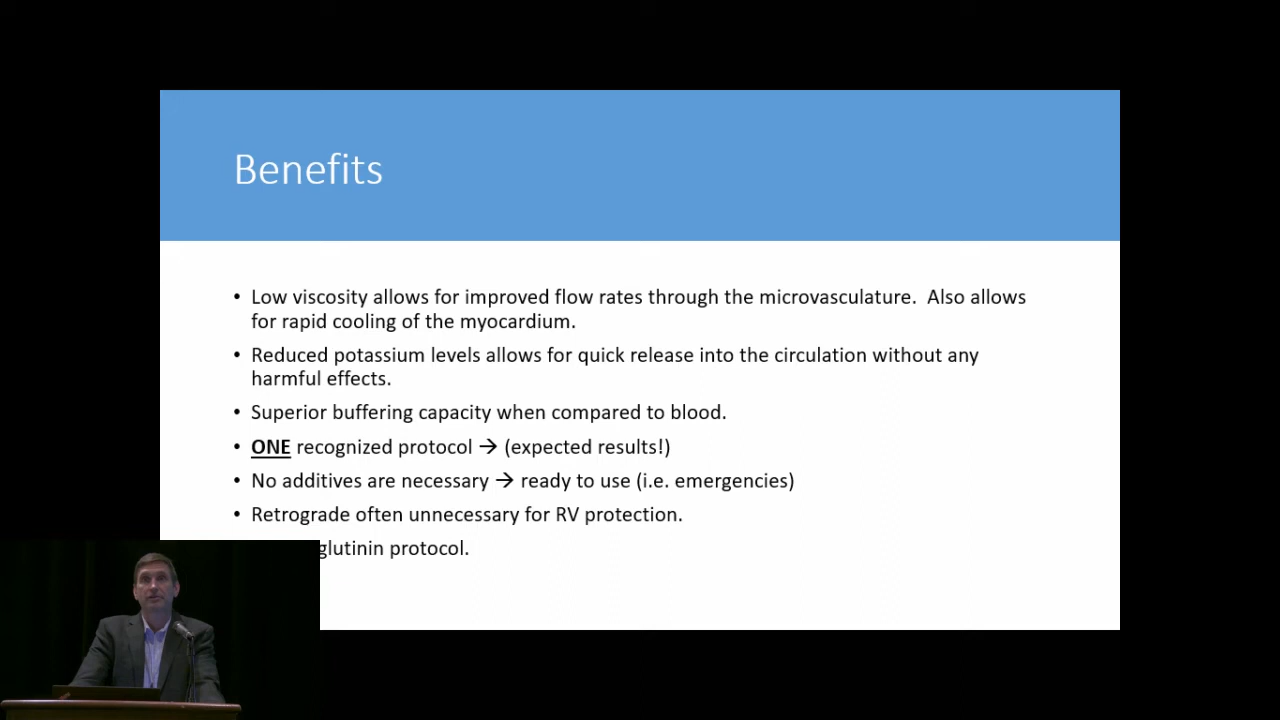 Benefits
• Low viscosity allows for improved flow rates through the microvasculature.  Also allows
for rapid cooling of the myocardium.
• Reduced potassium levels allows for quick release into the circulation without any
harmful effects.
• Superior buffering capacity when compared to blood.
• ONE recognized protocol → (expected results!)
• No additives are necessary → ready to use (i.e. emergencies)
• Retrograde often unnecessary for RV protection.
protocol.